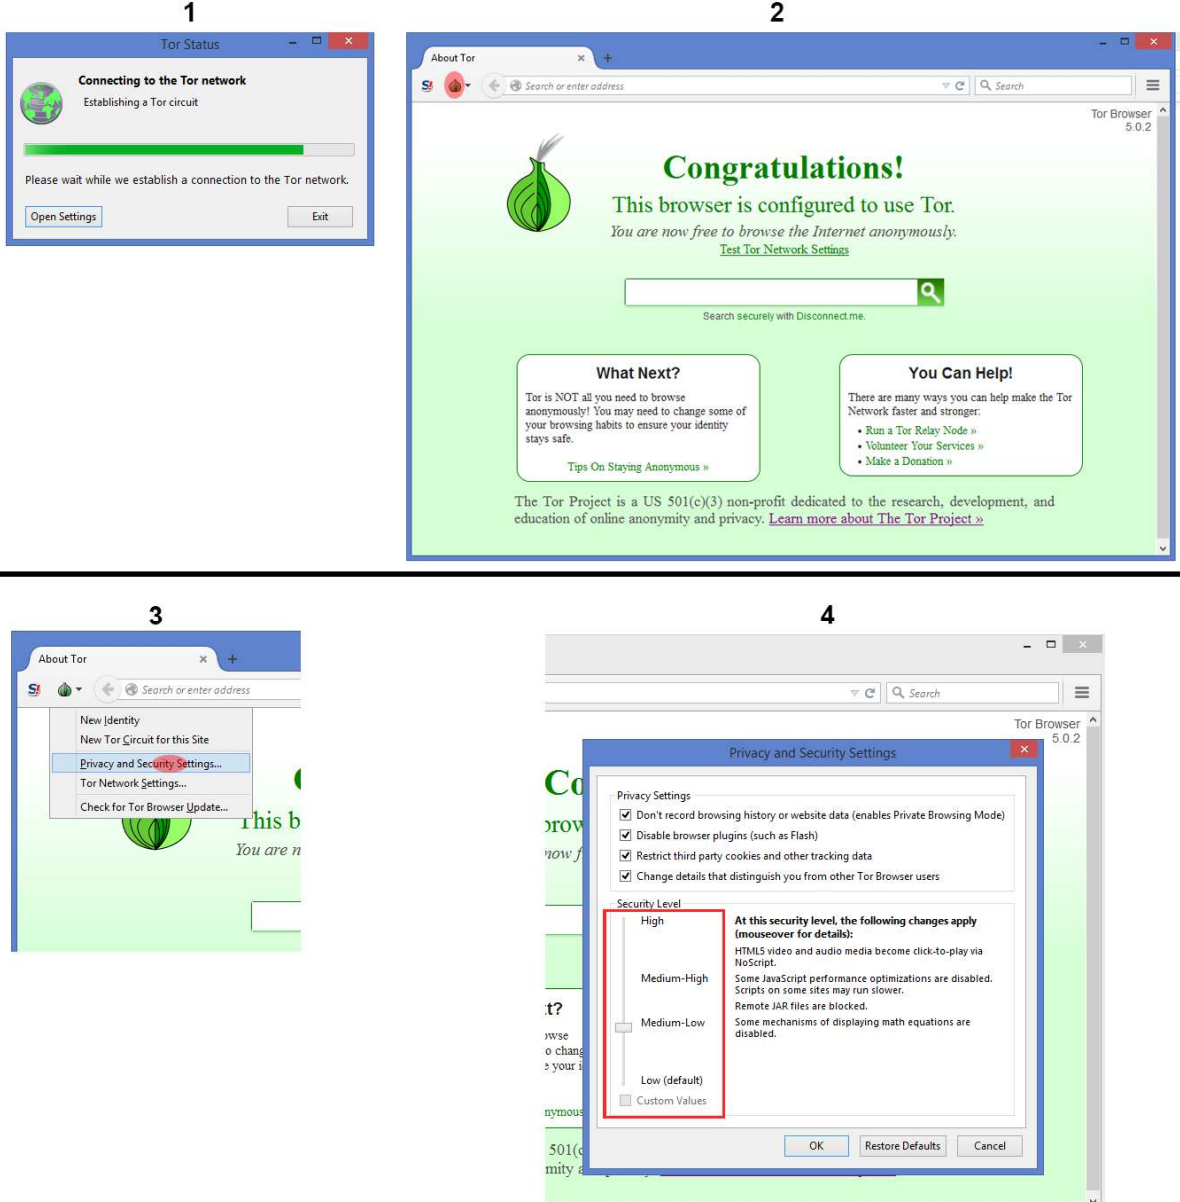 1
Tor Status
Connecting to the Tor network
Establishing a Tor circuit
Please wait while we establish a connection to the Tor network.
Open Settings
Exit
2
About Tor
S!
Search or enter address
Search
Tor Browser
5.0.2
Congratulations!
This browser is configured to use Tor.
You are now free to browse the Internet anonymously.
Test Tor Network Settings
Search securely with Disconnect.me.
What Next?
Tor is NOT all you need to browse
anonymously! You may need to change some of
your browsing habits to ensure your identity
stays safe.
Tips On Staying Anonymous »
You Can Help!
There are many ways you can help make the Tor
Network faster and stronger:
• Run a Tor Relay Node »
• Volunteer Your Services »
• Make a Donation »
The Tor Project is a US 501(c)(3) non-profit dedicated to the research, development, and
education of online anonymity and privacy. Learn more about The Tor Project »
3
About Tor
S!
Search or enter address
New Identity
New Tor Circuit for this Site
Privacy and Security Settings...
Tor Network Settings...
Check for Tor Browser Update...
This b
You are n
4
Search
Tor Browser
5.0.2
Co
brow
now f
t?
owse
o chang
e your i
nymous
501(c
mity a
Privacy and Security Settings
Privacy Settings
Don't record browsing history or website data (enables Private Browsing Mode)
Disable browser plugins (such as Flash)
Restrict third party cookies and other tracking data
Change details that distinguish you from other Tor Browser users
Security Level
High
Medium-High
Medium-Low
Low (default)
Custom Values
At this security level, the following changes apply
(mouseover for details):
HTML5 video and audio media become click-to-play via
NoScript.
Some JavaScript performance optimizations are disabled.
Scripts on some sites may run slower.
Remote JAR files are blocked.
Some mechanisms of displaying math equations are
disabled.
OK
Restore Defaults
Cancel